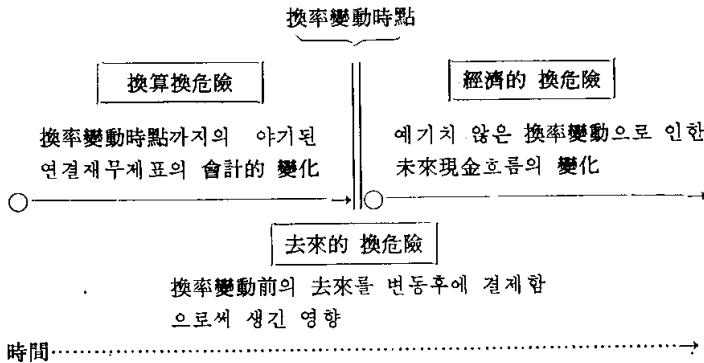 換率變動時點
換算換危險
經濟的 換危險
換率變動時點까지의 야기된
연결재무제표의 會計的 變化
예기치 않은 換率變動으로 인한
未來現金흐름의 變化
去來的 換危險
換率變動前의 去來를 변동후에 결제함
으로써 생긴 영향
時間